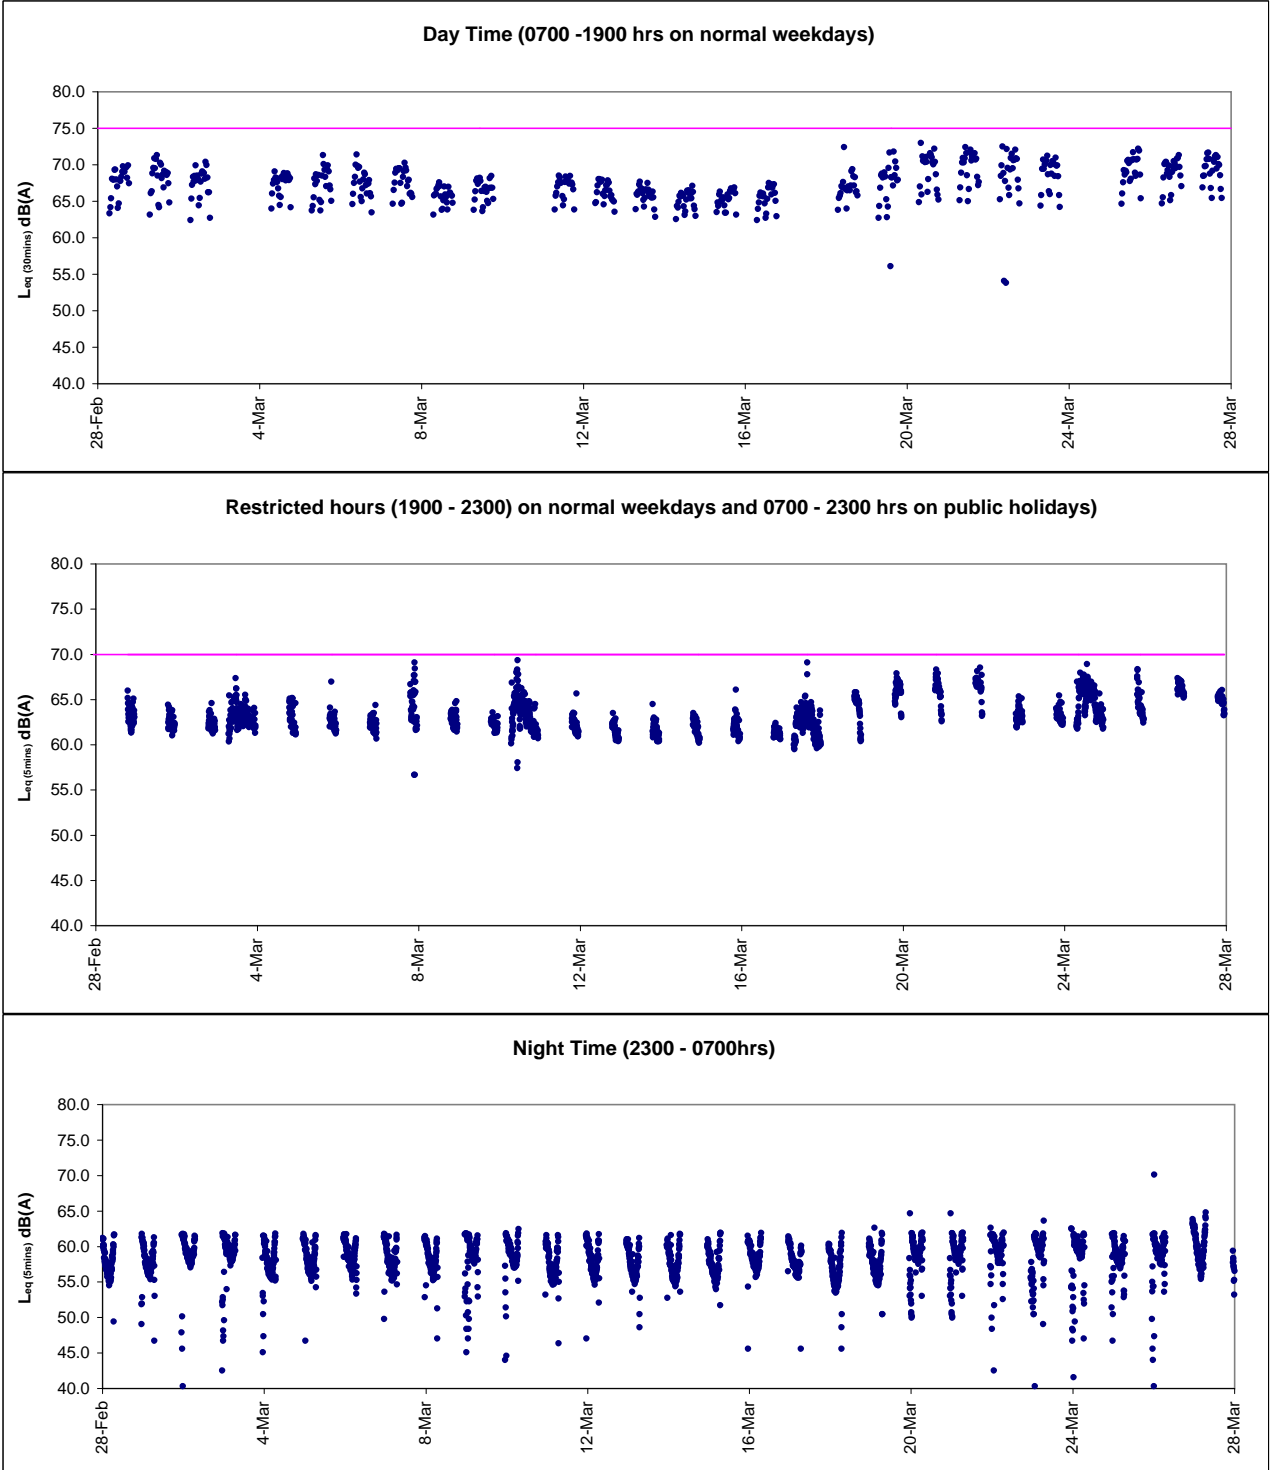 Day Time (0700 -1900 hrs on normal weekdays)
80.0
75.0
70.0
65.0
60.0
55.0
50.0
45.0
40.0
Leq (30mins) dB(A)
28-Feb
4-Mar
8-Mar
12-Mar
16-Mar
20-Mar
24-Mar
28-Mar
Restricted hours (1900 - 2300) on normal weekdays and 0700 - 2300 hrs on public holidays)
80.0
75.0
70.0
65.0
60.0
55.0
50.0
45.0
40.0
Leq (5mins) dB(A)
28-Feb
4-Mar
8-Mar
12-Mar
16-Mar
20-Mar
24-Mar
28-Mar
Night Time (2300 - 0700hrs)
80.0
75.0
70.0
65.0
60.0
55.0
50.0
45.0
40.0
Leq (5mins) dB(A)
28-Feb
4-Mar
8-Mar
12-Mar
16-Mar
20-Mar
24-Mar
28-Mar